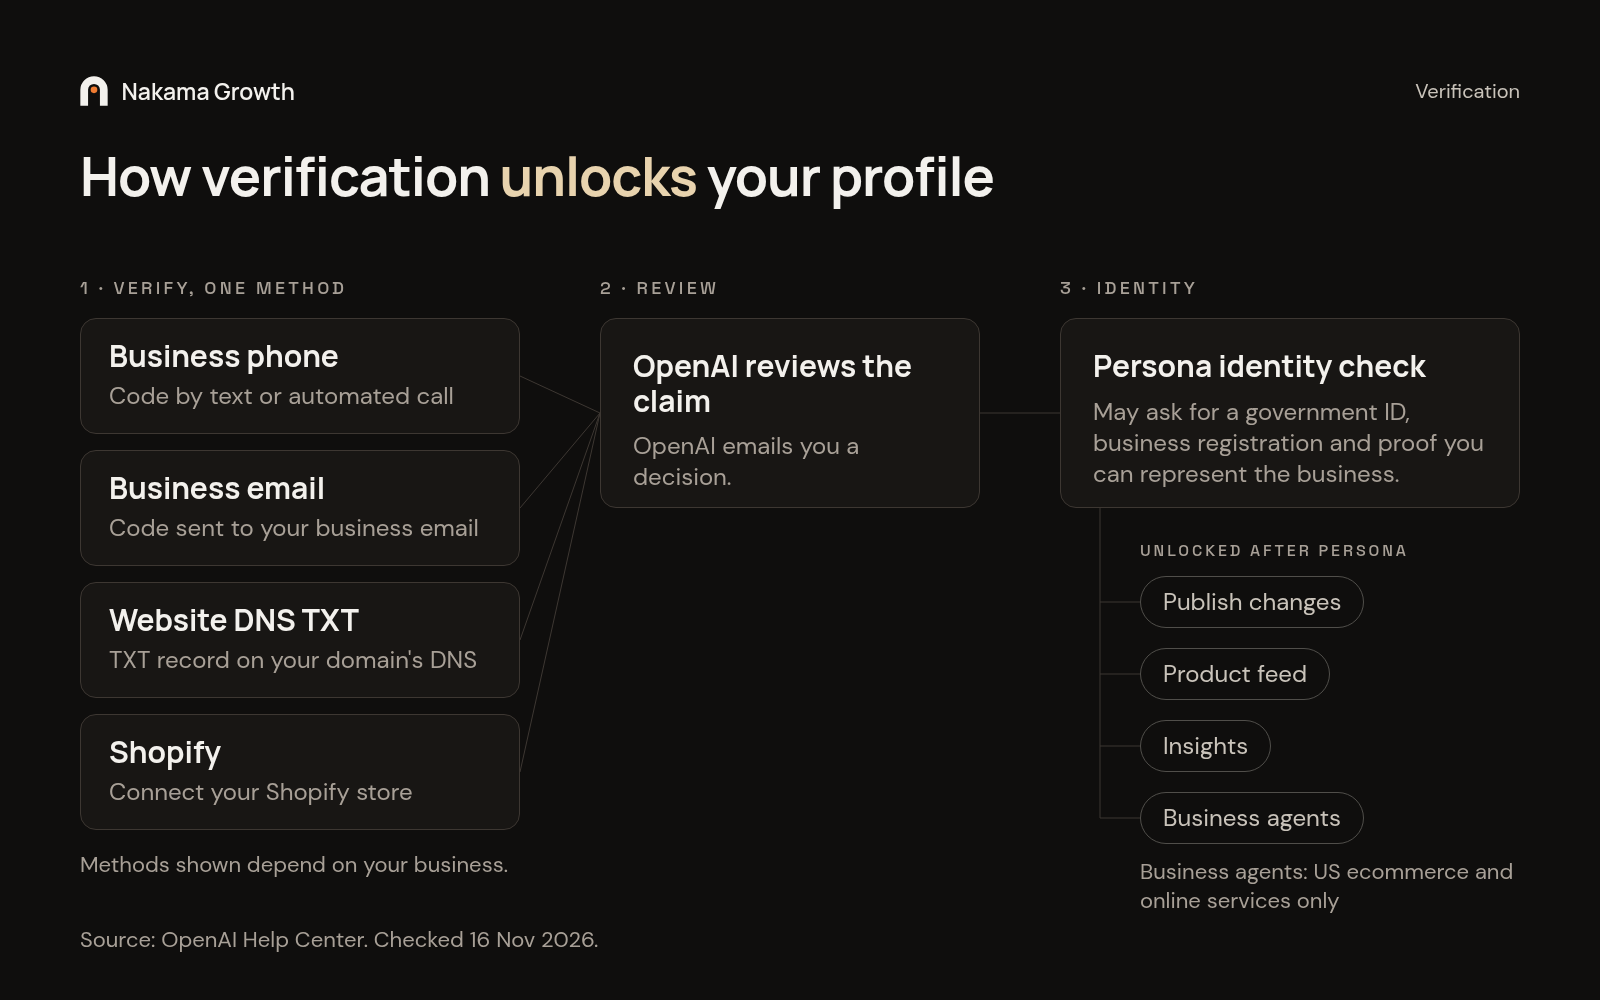 Nakama Growth
Verification
How verification unlocks your profile
1 · VERIFY, ONE METHOD
Business phone
Code by text or automated call
Business email
Code sent to your business email
Website DNS TXT
TXT record on your domain's DNS
Shopify
Connect your Shopify store
Methods shown depend on your business.
2 · REVIEW
OpenAI reviews the
claim
OpenAI emails you a
decision.
3 · IDENTITY
Persona identity check
May ask for a government ID,
business registration and proof you
can represent the business.
UNLOCKED AFTER PERSONA
Publish changes
Product feed
Insights
Business agents
Business agents: US ecommerce and
online services only
Source: OpenAI Help Center. Checked 16 Nov 2026.